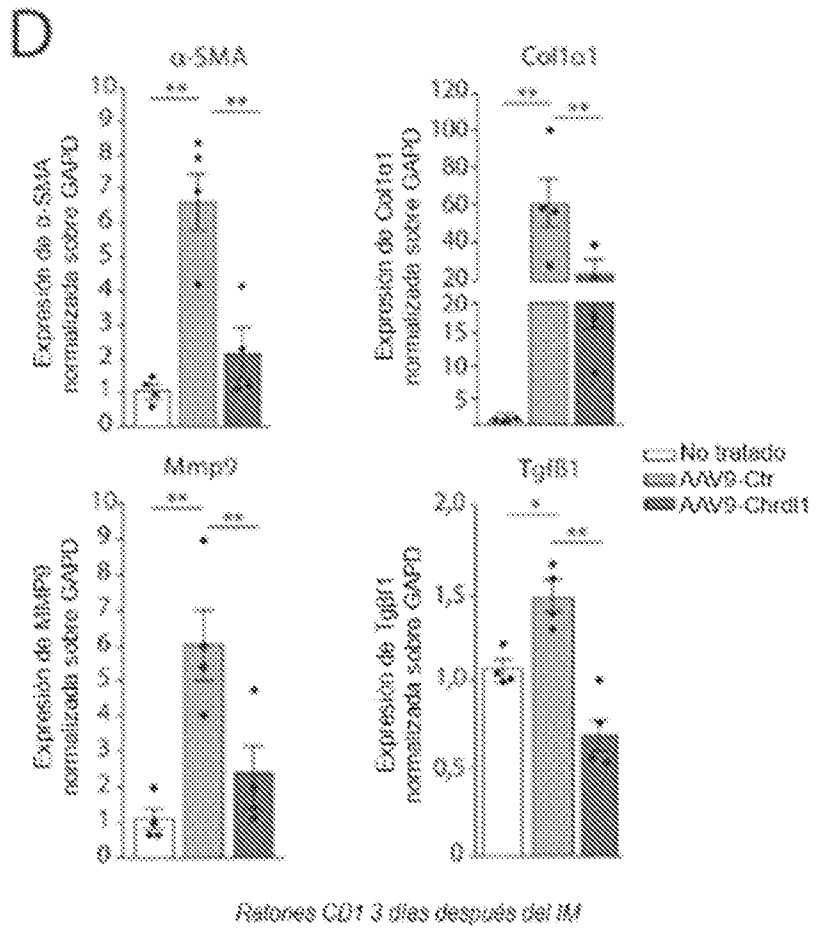 D
α-SMA
Expresión de α-SMA
normalizada sobre GAPD
10
9
8
7
6
5
4
3
2
1
0
**
**
Col1α1
Expresión de Col1α1
normalizada sobre GAPD
120
100
80
60
40
20
20
15
10
5
**
**
Mmp9
Expresión de MMP9
normalizada sobre GAPD
10
9
8
7
6
5
4
3
2
1
0
**
**
Tgfß1
Expresión de Tgβf1
normalizada sobre GAPD
2,0
1,5
1,0
0,5
0
*
**
No tratado
AAV9-Ctr
AAV9-Chrdl1
Ratones CD1 3 días después del IM